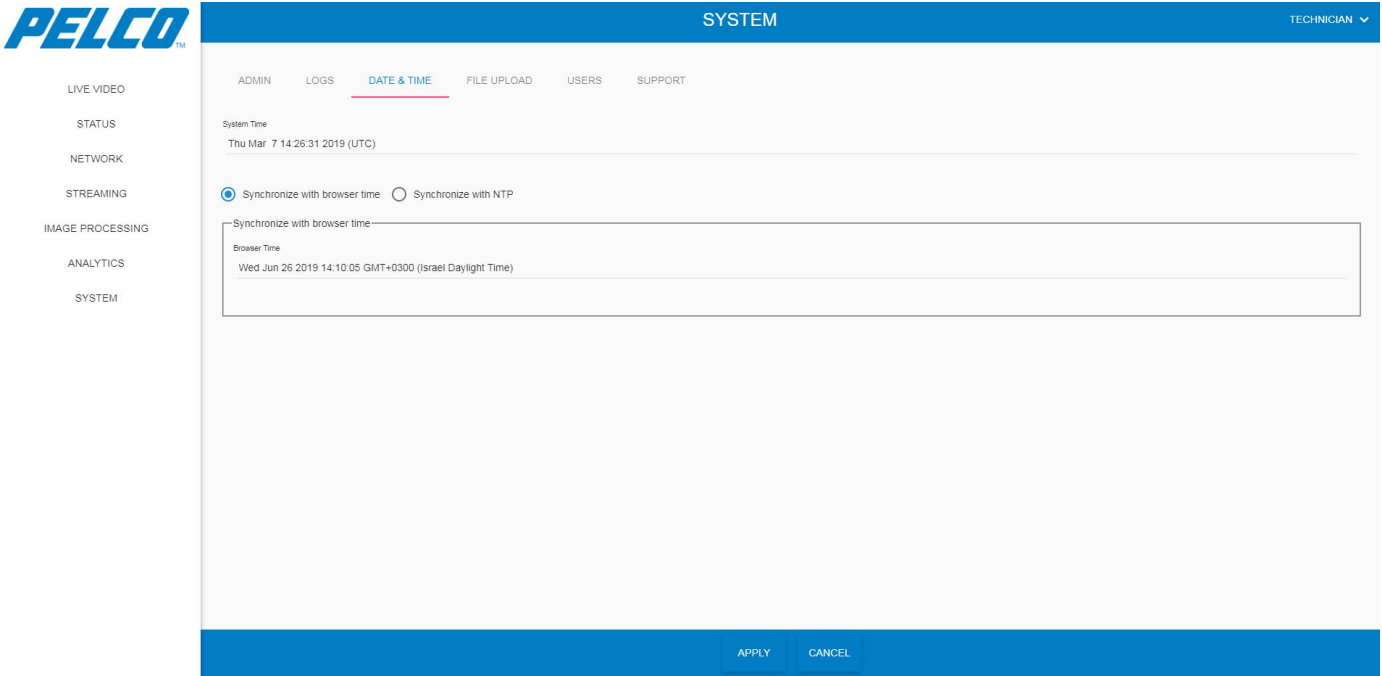 PELCO™
SYSTEM
TECHNICIAN
LIVE VIDEO
STATUS
NETWORK
STREAMING
IMAGE PROCESSING
ANALYTICS
SYSTEM
ADMIN LOGS DATE & TIME FILE UPLOAD USERS SUPPORT
System Time
Thu Mar 7 14:26:31 2019 (UTC)
Synchronize with browser time Synchronize with NTP
Synchronize with browser time
Browser Time
Wed Jun 26 2019 14:10:05 GMT+0300 (Israel Daylight Time)
APPLY CANCEL